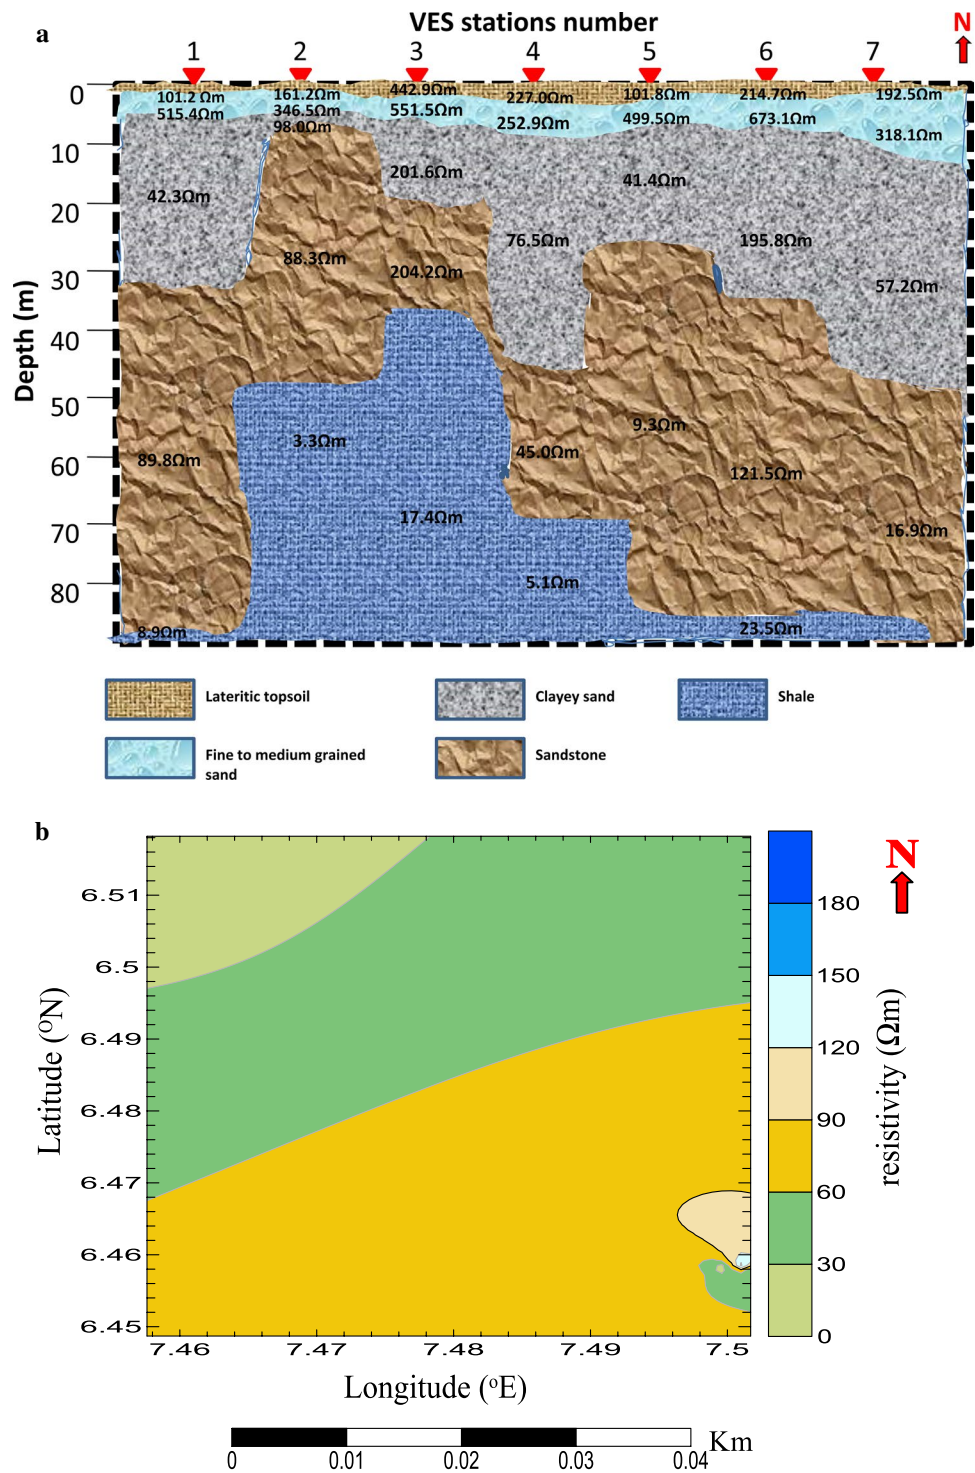 a
VES stations number
N
1 2 3 4 5 6 7
0
10
20
30
40
50
60
70
80
Depth (m)
101.2 Ωm 161.2Ωm 442.9Ωm 227.0Ωm 101.8Ωm 214.7Ωm 192.5Ωm
515.4Ωm 346.5Ωm 551.5Ωm 252.9Ωm 499.5Ωm 673.1Ωm 318.1Ωm
98.0Ωm
201.6Ωm
42.3Ωm
41.4Ωm
76.5Ωm
195.8Ωm
88.3Ωm
204.2Ωm
57.2Ωm
3.3Ωm
9.3Ωm
89.8Ωm
45.0Ωm
121.5Ωm
17.4Ωm
16.9Ωm
5.1Ωm
8.9Ωm
23.5Ωm
Lateritic topsoil
Clayey sand
Shale
Fine to medium grained
sand
Sandstone
b
N
6.51
6.5
6.49
6.48
6.47
6.46
6.45
Latitude (ᴼN)
7.46 7.47 7.48 7.49 7.5
Longitude (ᵒE)
180
150
120
90
60
30
0
resistivity (Ωm)
0 0.01 0.02 0.03 0.04 Km